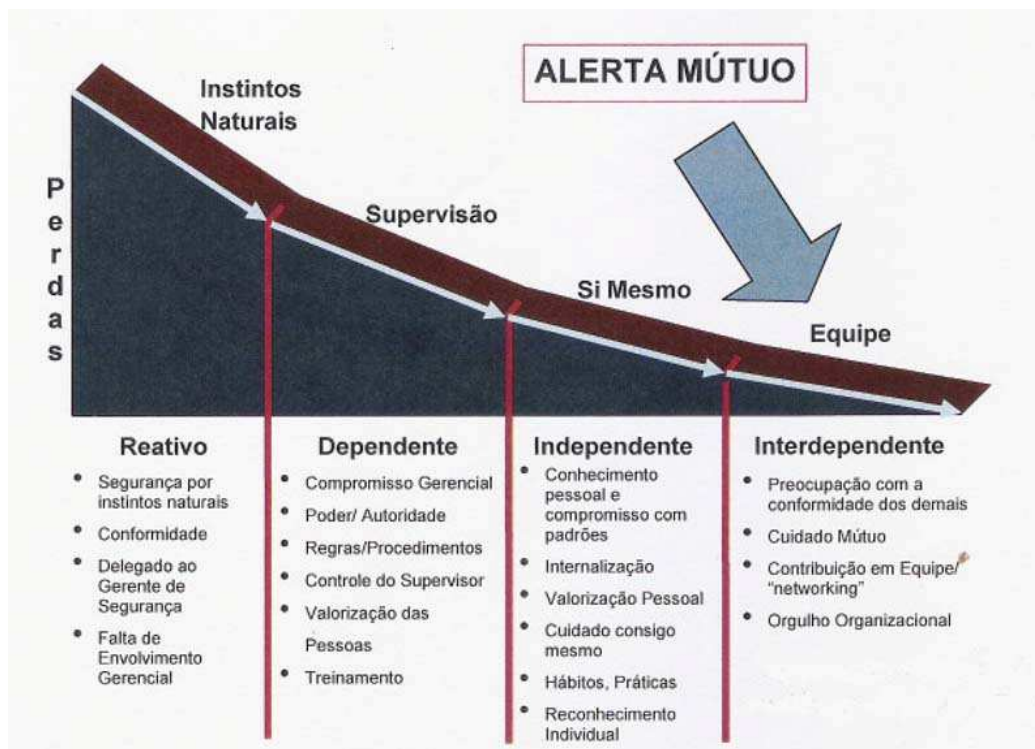 ALERTA MÚTUO
Instintos
Naturais
Supervisão
Si Mesmo
Equipe
Perdas
Reativo
Segurança por
instintos naturais
Conformidade
Delegado ao
Gerente de
Segurança
Falta de
Envolvimento
Gerencial
Dependente
Compromisso Gerencial
Poder/ Autoridade
Regras/Procedimentos
Controle do Supervisor
Valorização das
Pessoas
Treinamento
Independente
Conhecimento
pessoal e
compromisso com
padrões
Internalização
Valorização Pessoal
Cuidado consigo
mesmo
Hábitos, Práticas
Reconhecimento
Individual
Interdependente
Preocupação com a
conformidade dos demais
Cuidado Mútuo
Contribuição em Equipe/
"networking"
Orgulho Organizacional